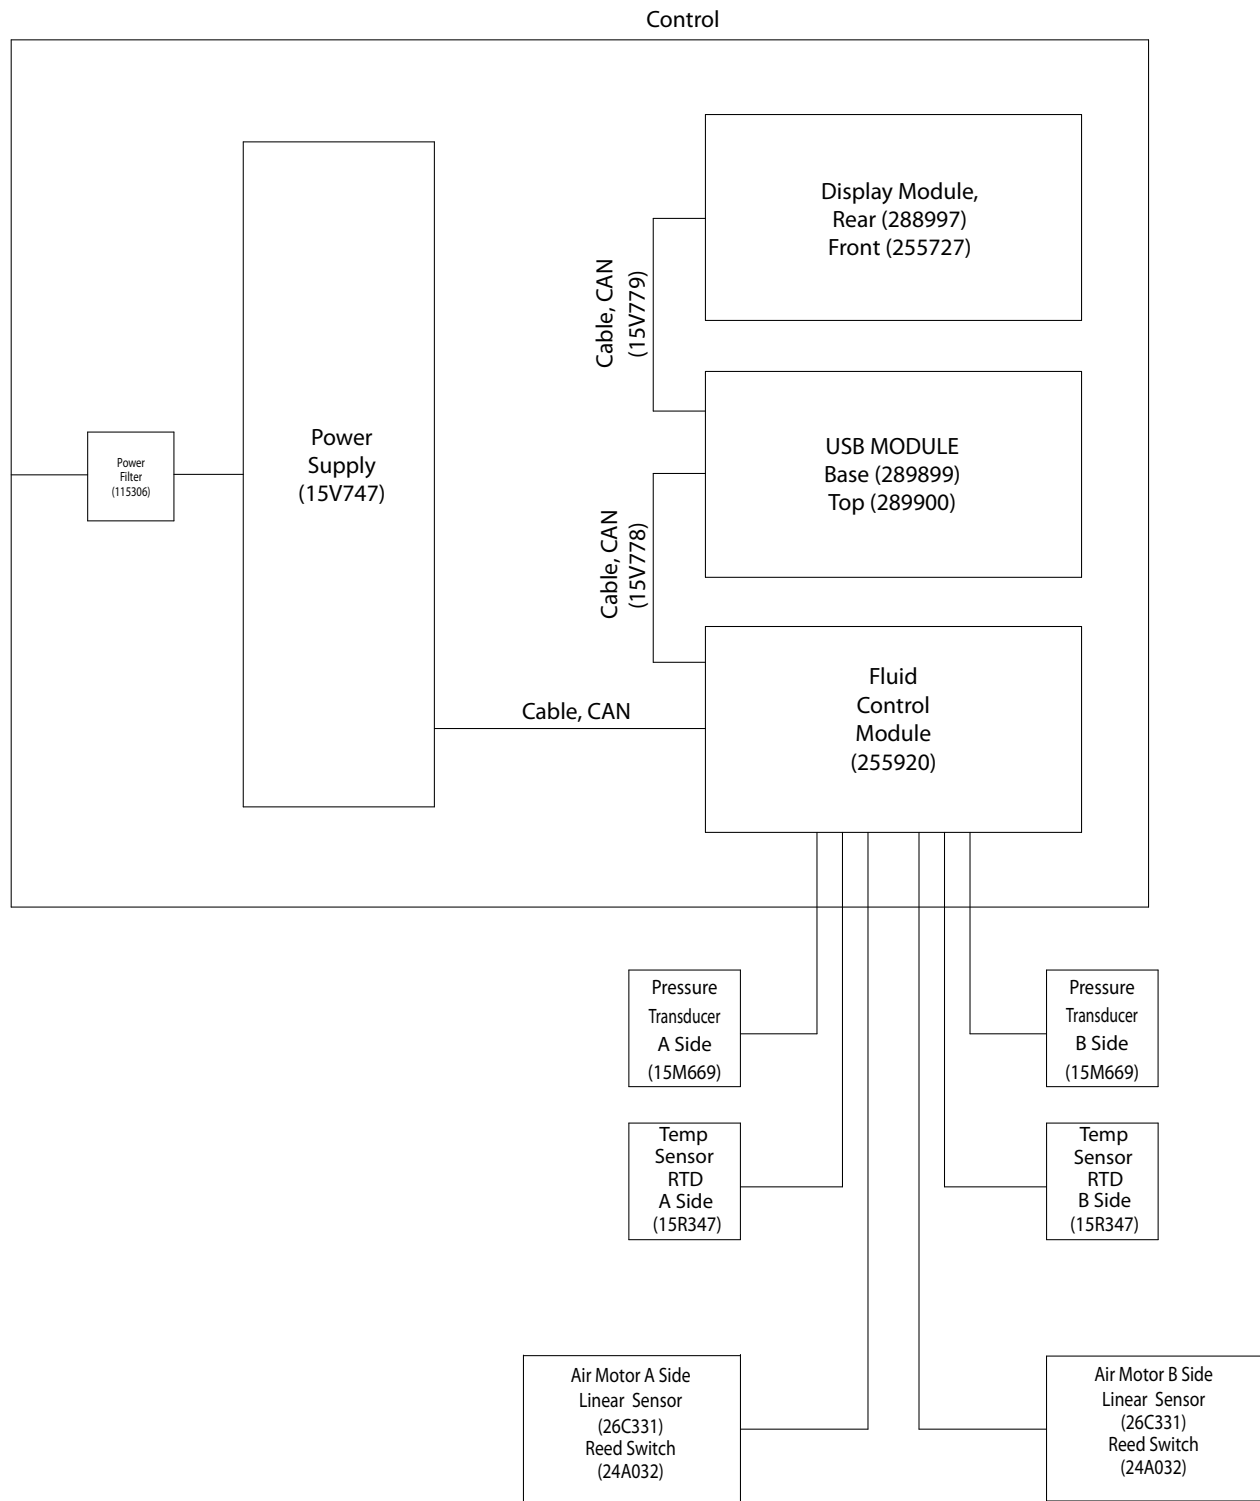 Control
Display Module,
Rear (288997)
Front (255727)
Cable, CAN
(15V779)
Power
Filter
(115306)
Power
Supply
(15V747)
USB MODULE
Base (289899)
Top (289900)
Cable, CAN
(15V778)
Fluid
Control
Module
(255920)
Cable, CAN
Pressure
Transducer
A Side
(15M669)
Pressure
Transducer
B Side
(15M669)
Temp
Sensor
RTD
A Side
(15R347)
Temp
Sensor
RTD
B Side
(15R347)
Air Motor A Side
Linear Sensor
(26C331)
Reed Switch
(24A032)
Air Motor B Side
Linear Sensor
(26C331)
Reed Switch
(24A032)